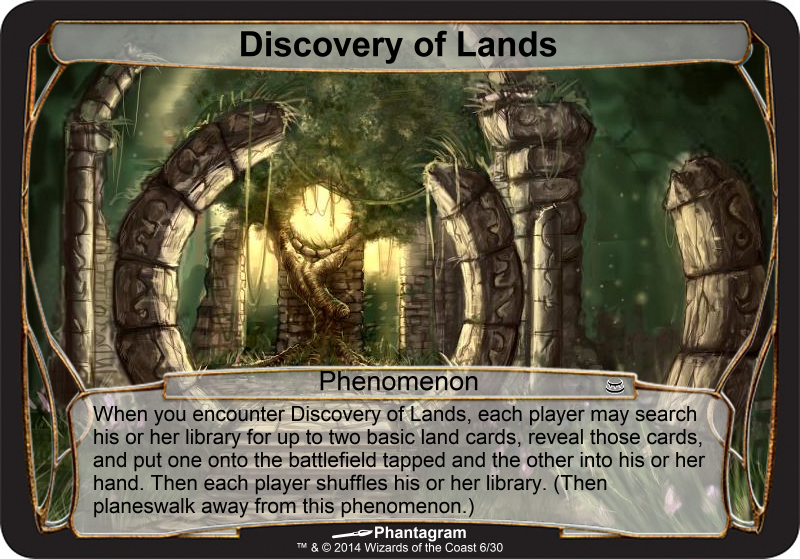 Discovery of Lands
Phenomenon
When you encounter Discovery of Lands, each player may search
his or her library for up to two basic land cards, reveal those cards,
and put one onto the battlefield tapped and the other into his or her
hand. Then each player shuffles his or her library. (Then
planeswalk away from this phenomenon.)
Phantagram
™ & © 2014 Wizards of the Coast 6/30